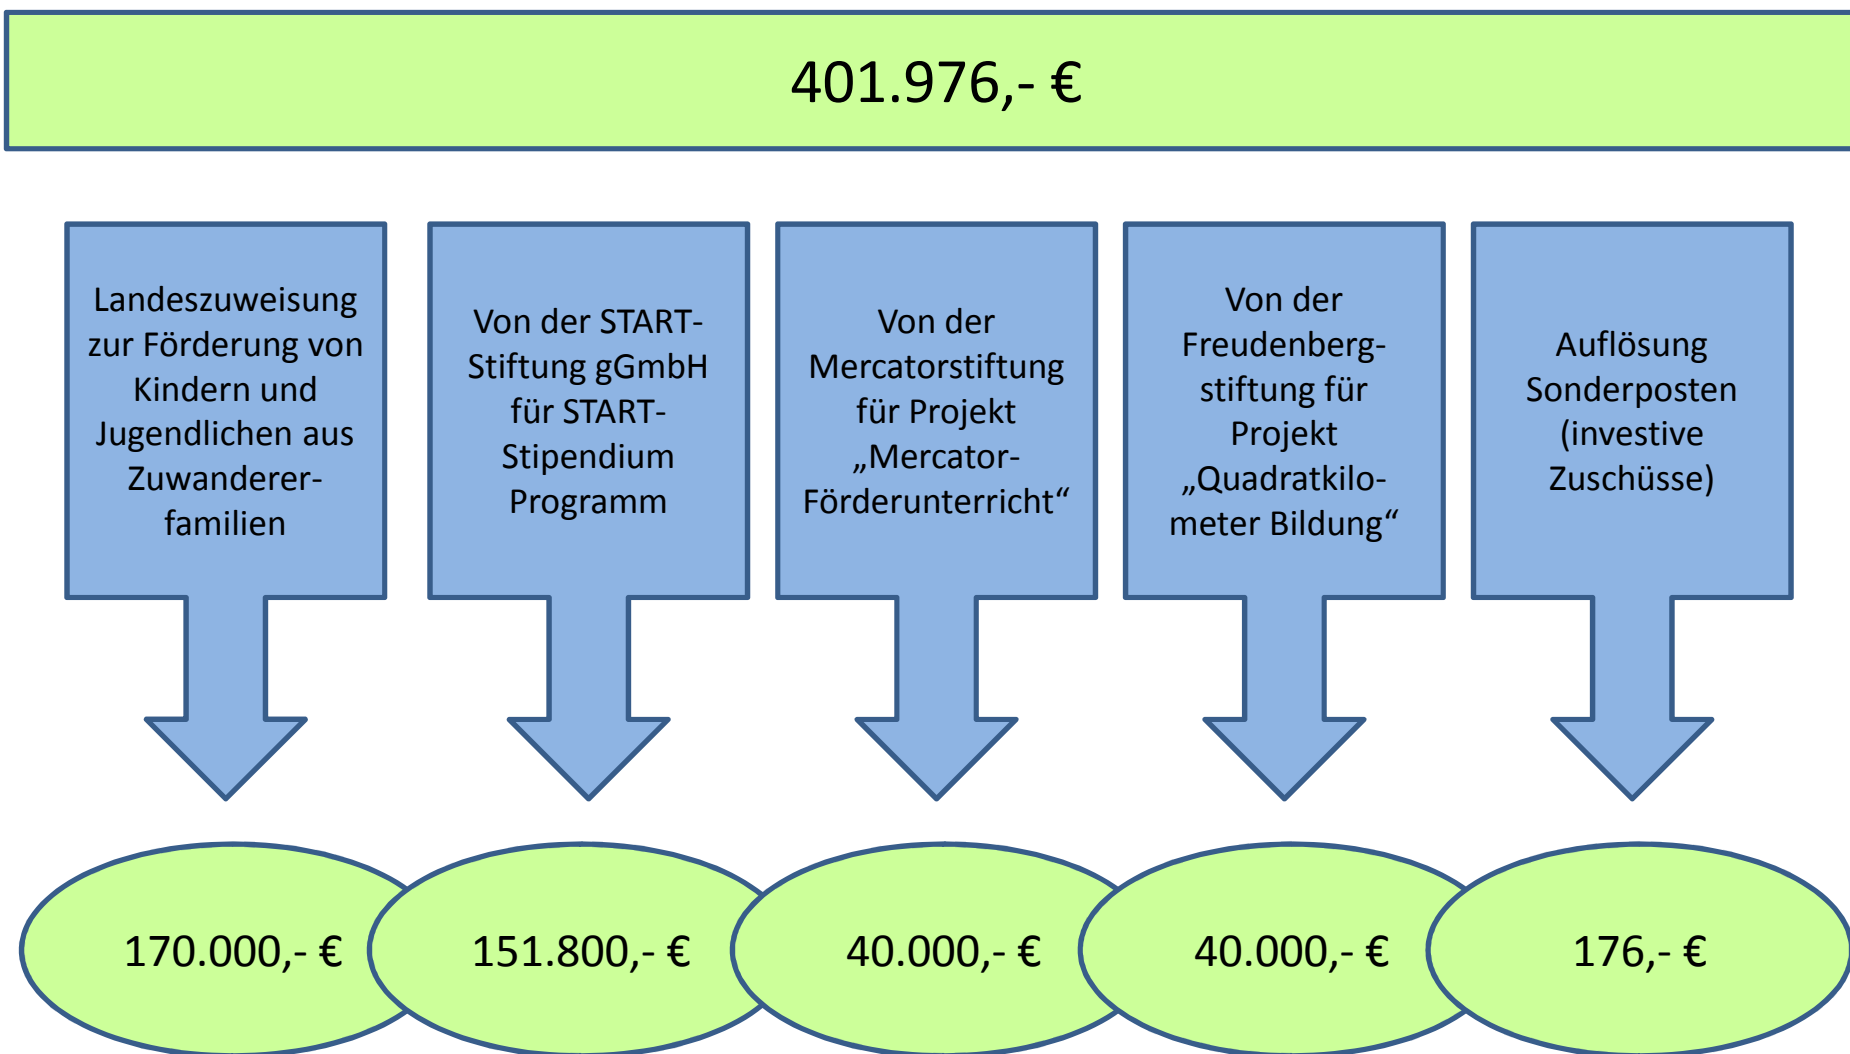 401.976,- €
Landeszuweisung
zur Förderung von
Kindern und
Jugendlichen aus
Zuwanderer-
familien
Von der START-
Stiftung gGmbH
für START-
Stipendium
Programm
Von der
Mercatorstiftung
für Projekt
„Mercator-
Förderunterricht“
Von der
Freudenberg-
stiftung für
Projekt
„Quadratkilo-
meter Bildung“
Auflösung
Sonderposten
(investive
Zuschüsse)
170.000,- €
151.800,- €
40.000,- €
40.000,- €
176,- €